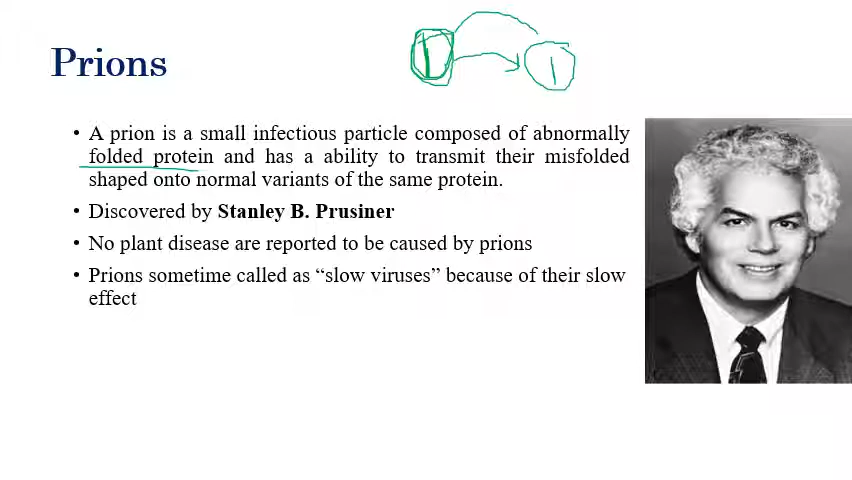 Prions
• A prion is a small infectious particle composed of abnormally
folded protein and has a ability to transmit their misfolded
shaped onto normal variants of the same protein.
• Discovered by Stanley B. Prusiner
• No plant disease are reported to be caused by prions
• Prions sometime called as “slow viruses” because of their slow
effect